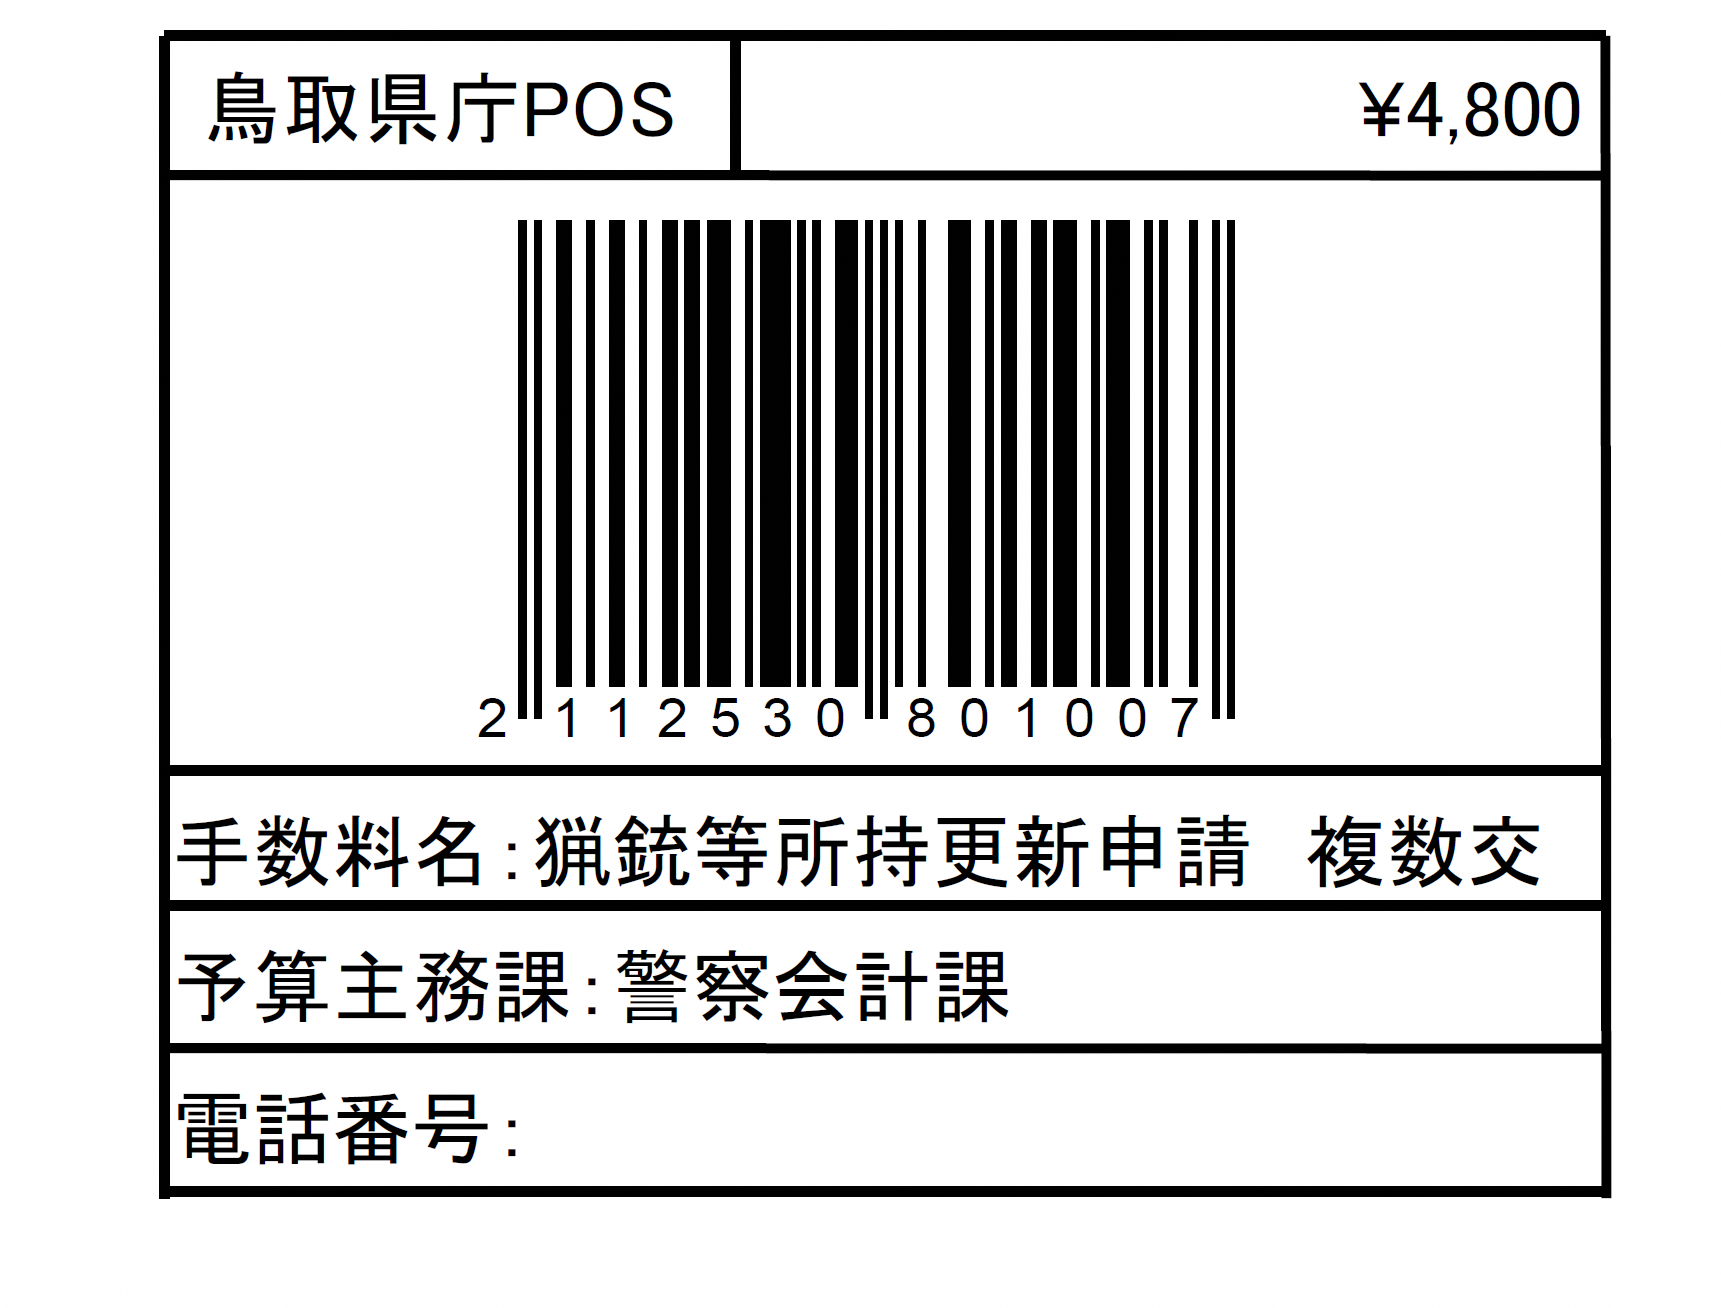 鳥取県庁POS ¥4,800
2 112530 801007
手数料名:猟銃等所持更新申請　複数交
予算主務課:警察会計課
電話番号: